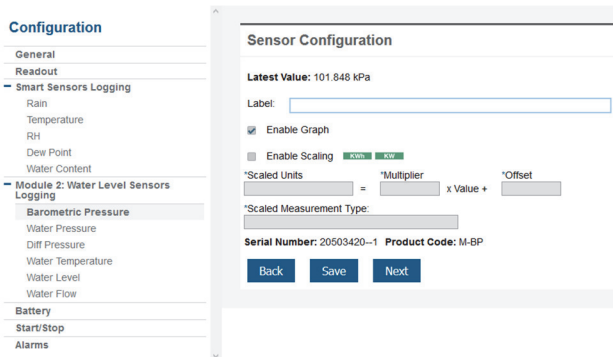 Configuration
General
Readout
Smart Sensors Logging
Rain
Temperature
RH
Dew Point
Water Content
Module 2: Water Level Sensors
Logging
Barometric Pressure
Water Pressure
Diff Pressure
Water Temperature
Water Level
Water Flow
Battery
Start/Stop
Alarms
Sensor Configuration
Latest Value: 101.848 kPa
Label:
Enable Graph
Enable Scaling KWh KW
*Scaled Units *Multiplier *Offset
= x Value +
*Scaled Measurement Type:
Serial Number: 20503420--1 Product Code: M-BP
Back Save Next